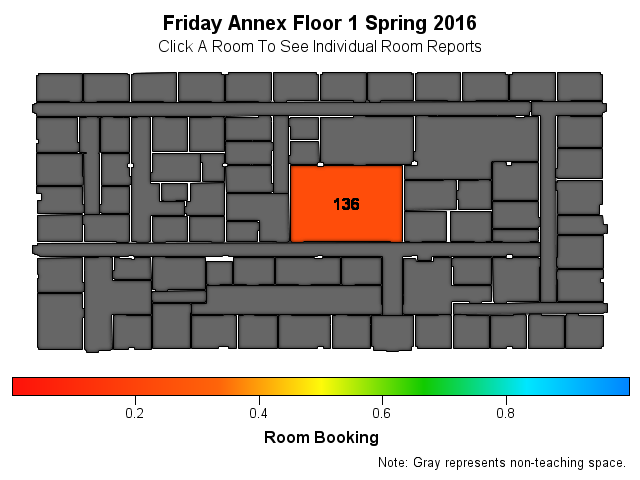 Friday Annex Floor 1 Spring 2016
Click A Room To See Individual Room Reports
136
0.2 0.4 0.6 0.8
Room Booking
Note: Gray represents non-teaching space.